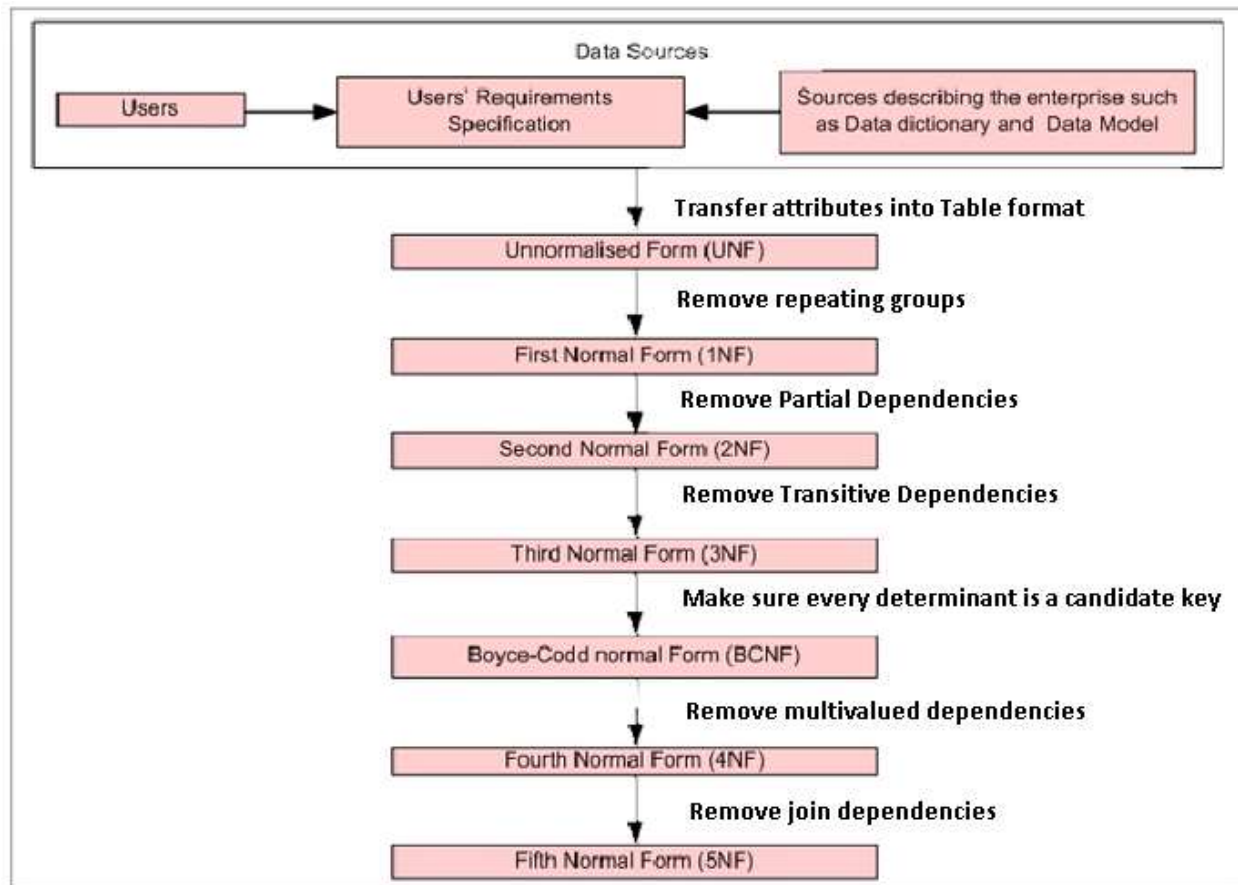 Data Sources
Users
Users' Requirements
Specification
Sources describing the enterprise such
as Data dictionary and Data Model
Transfer attributes into Table format
Unnormalised Form (UNF)
Remove repeating groups
First Normal Form (1NF)
Remove Partial Dependencies
Second Normal Form (2NF)
Remove Transitive Dependencies
Third Normal Form (3NF)
Make sure every determinant is a candidate key
Boyce-Codd normal Form (BCNF)
Remove multivalued dependencies
Fourth Normal Form (4NF)
Remove join dependencies
Fifth Normal Form (5NF)